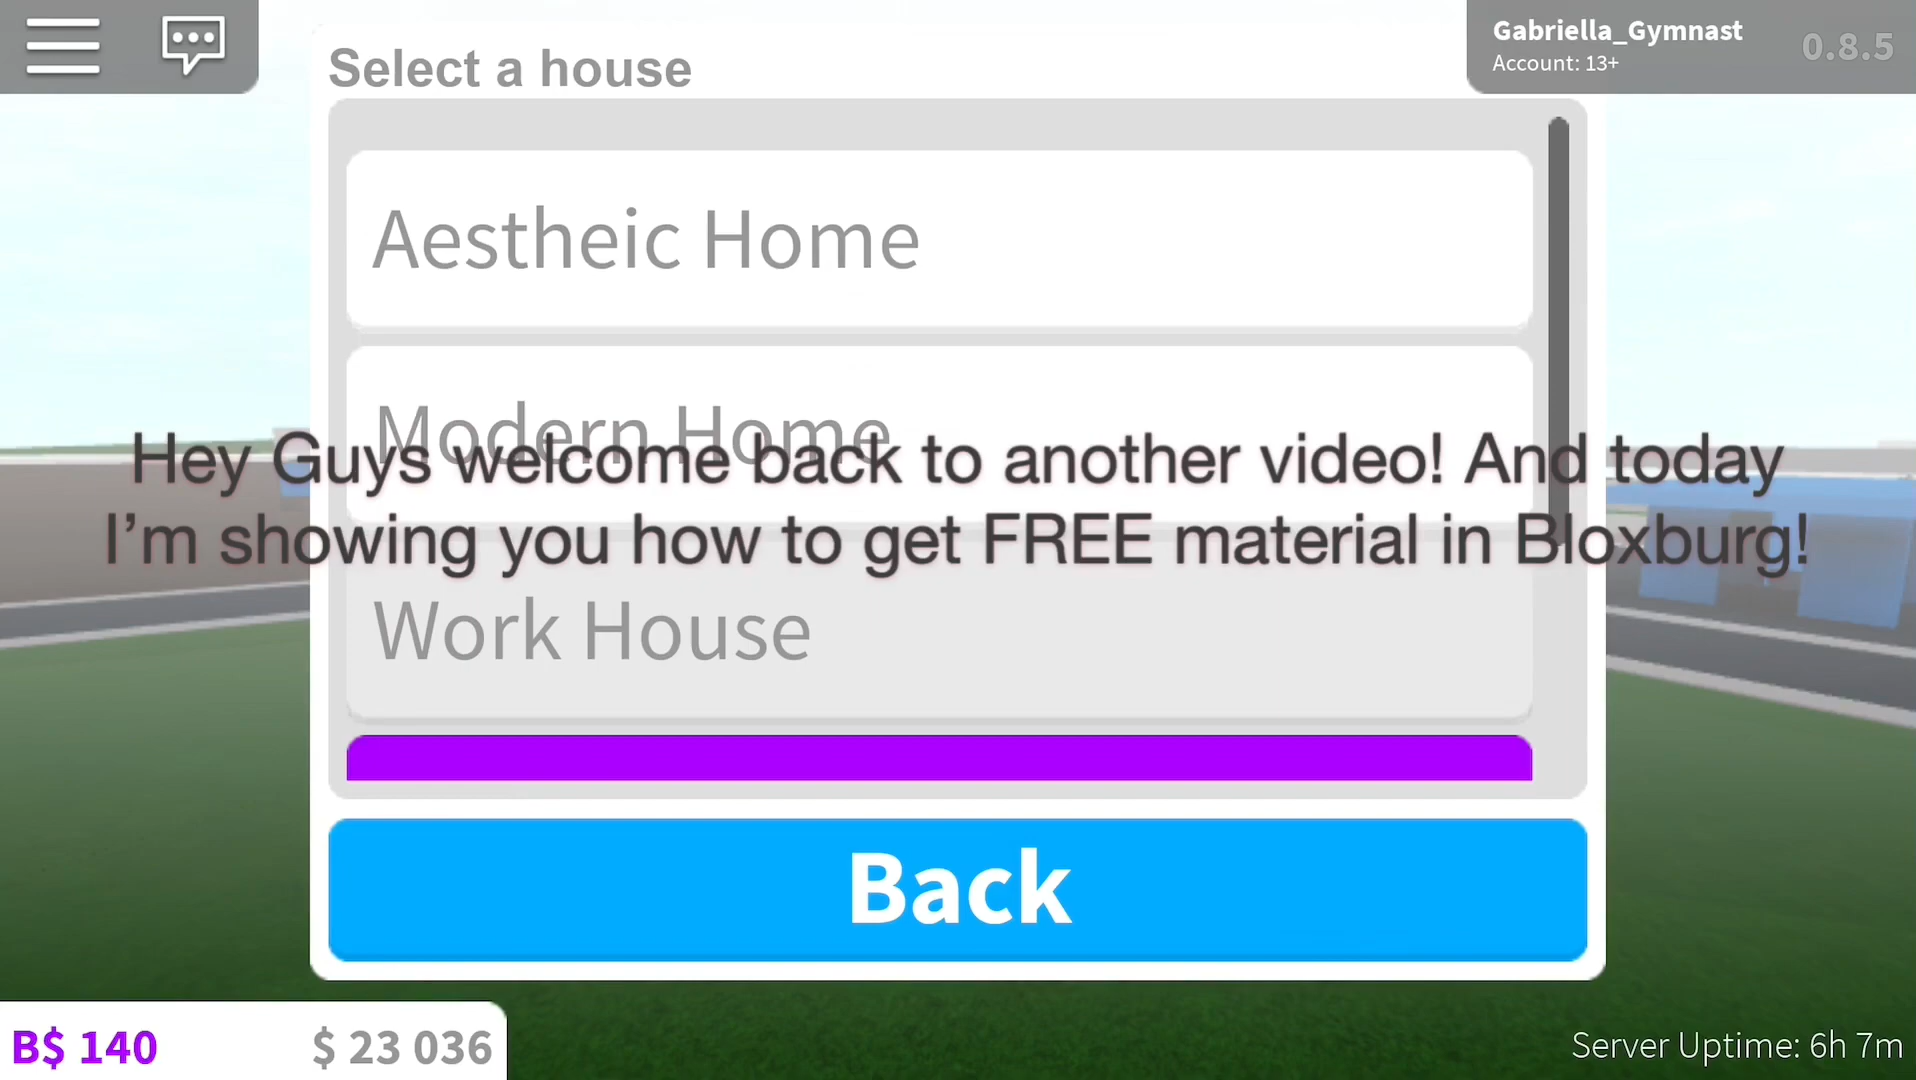 Gabriella_Gymnast
Account: 13+
0.8.5
Select a house
Aestheic Home
Modern Home
Hey Guys welcome back to another video! And today
I’m showing you how to get FREE material in Bloxburg!
Work House
Back
B$ 140
$ 23 036
Server Uptime: 6h 7m